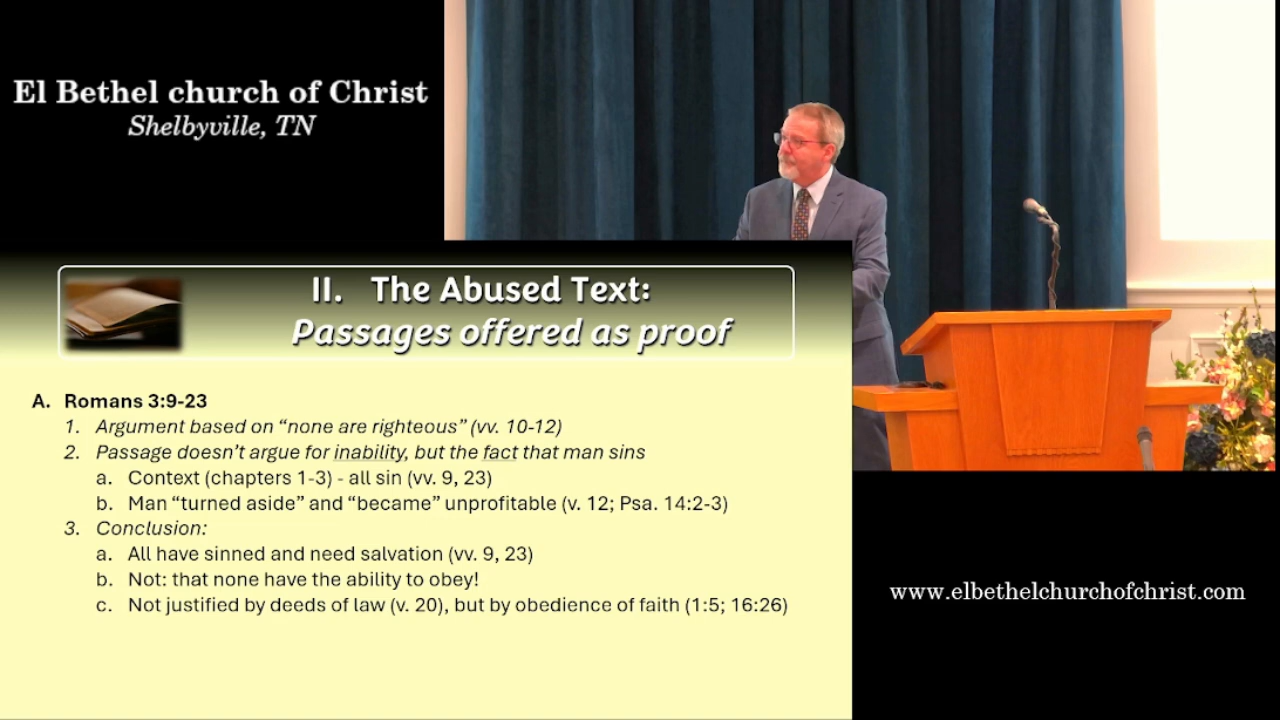 El Bethel church of Christ
Shelbyville, TN
II. The Abused Text:
Passages offered as proof
A. Romans 3:9-23
1. Argument based on “none are righteous” (vv. 10-12)
2. Passage doesn’t argue for inability, but the fact that man sins
a. Context (chapters 1-3) - all sin (vv. 9, 23)
b. Man “turned aside” and “became” unprofitable (v. 12; Psa. 14:2-3)
3. Conclusion:
a. All have sinned and need salvation (vv. 9, 23)
b. Not: that none have the ability to obey!
c. Not justified by deeds of law (v. 20), but by obedience of faith (1:5; 16:26)
www.elbethelchurchofchrist.com